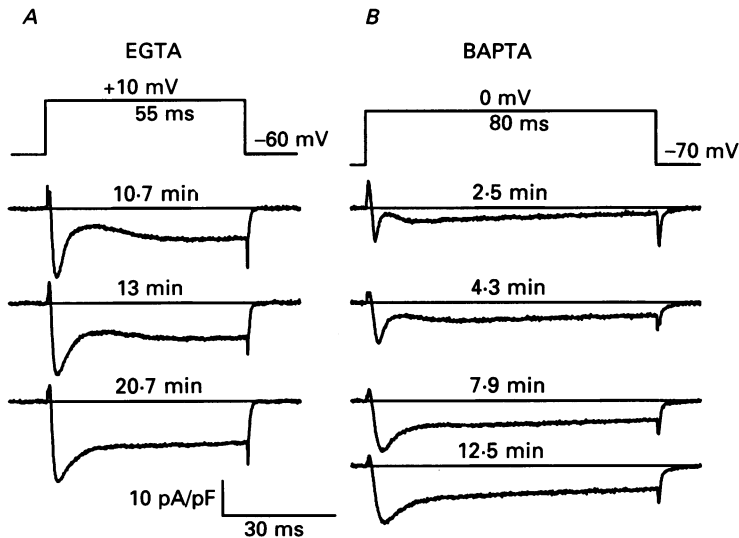 A
EGTA
+10 mV
55 ms
−60 mV
10·7 min
13 min
20·7 min
10 pA/pF
30 ms
B
BAPTA
0 mV
80 ms
−70 mV
2·5 min
4·3 min
7·9 min
12·5 min